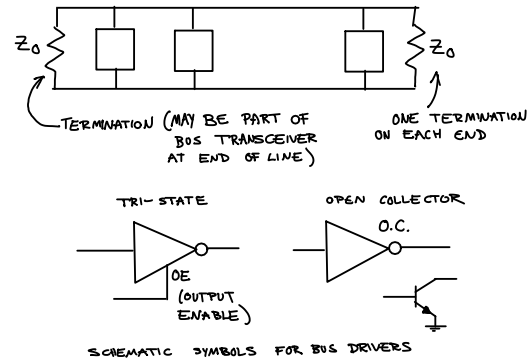 Z0
Z0
TERMINATION (MAY BE PART OF
BUS TRANSCEIVER
AT END OF LINE)
ONE TERMINATION
ON EACH END
TRI-STATE
OE
(OUTPUT
ENABLE)
OPEN COLLECTOR
O.C.
SCHEMATIC SYMBOLS FOR BUS DRIVERS